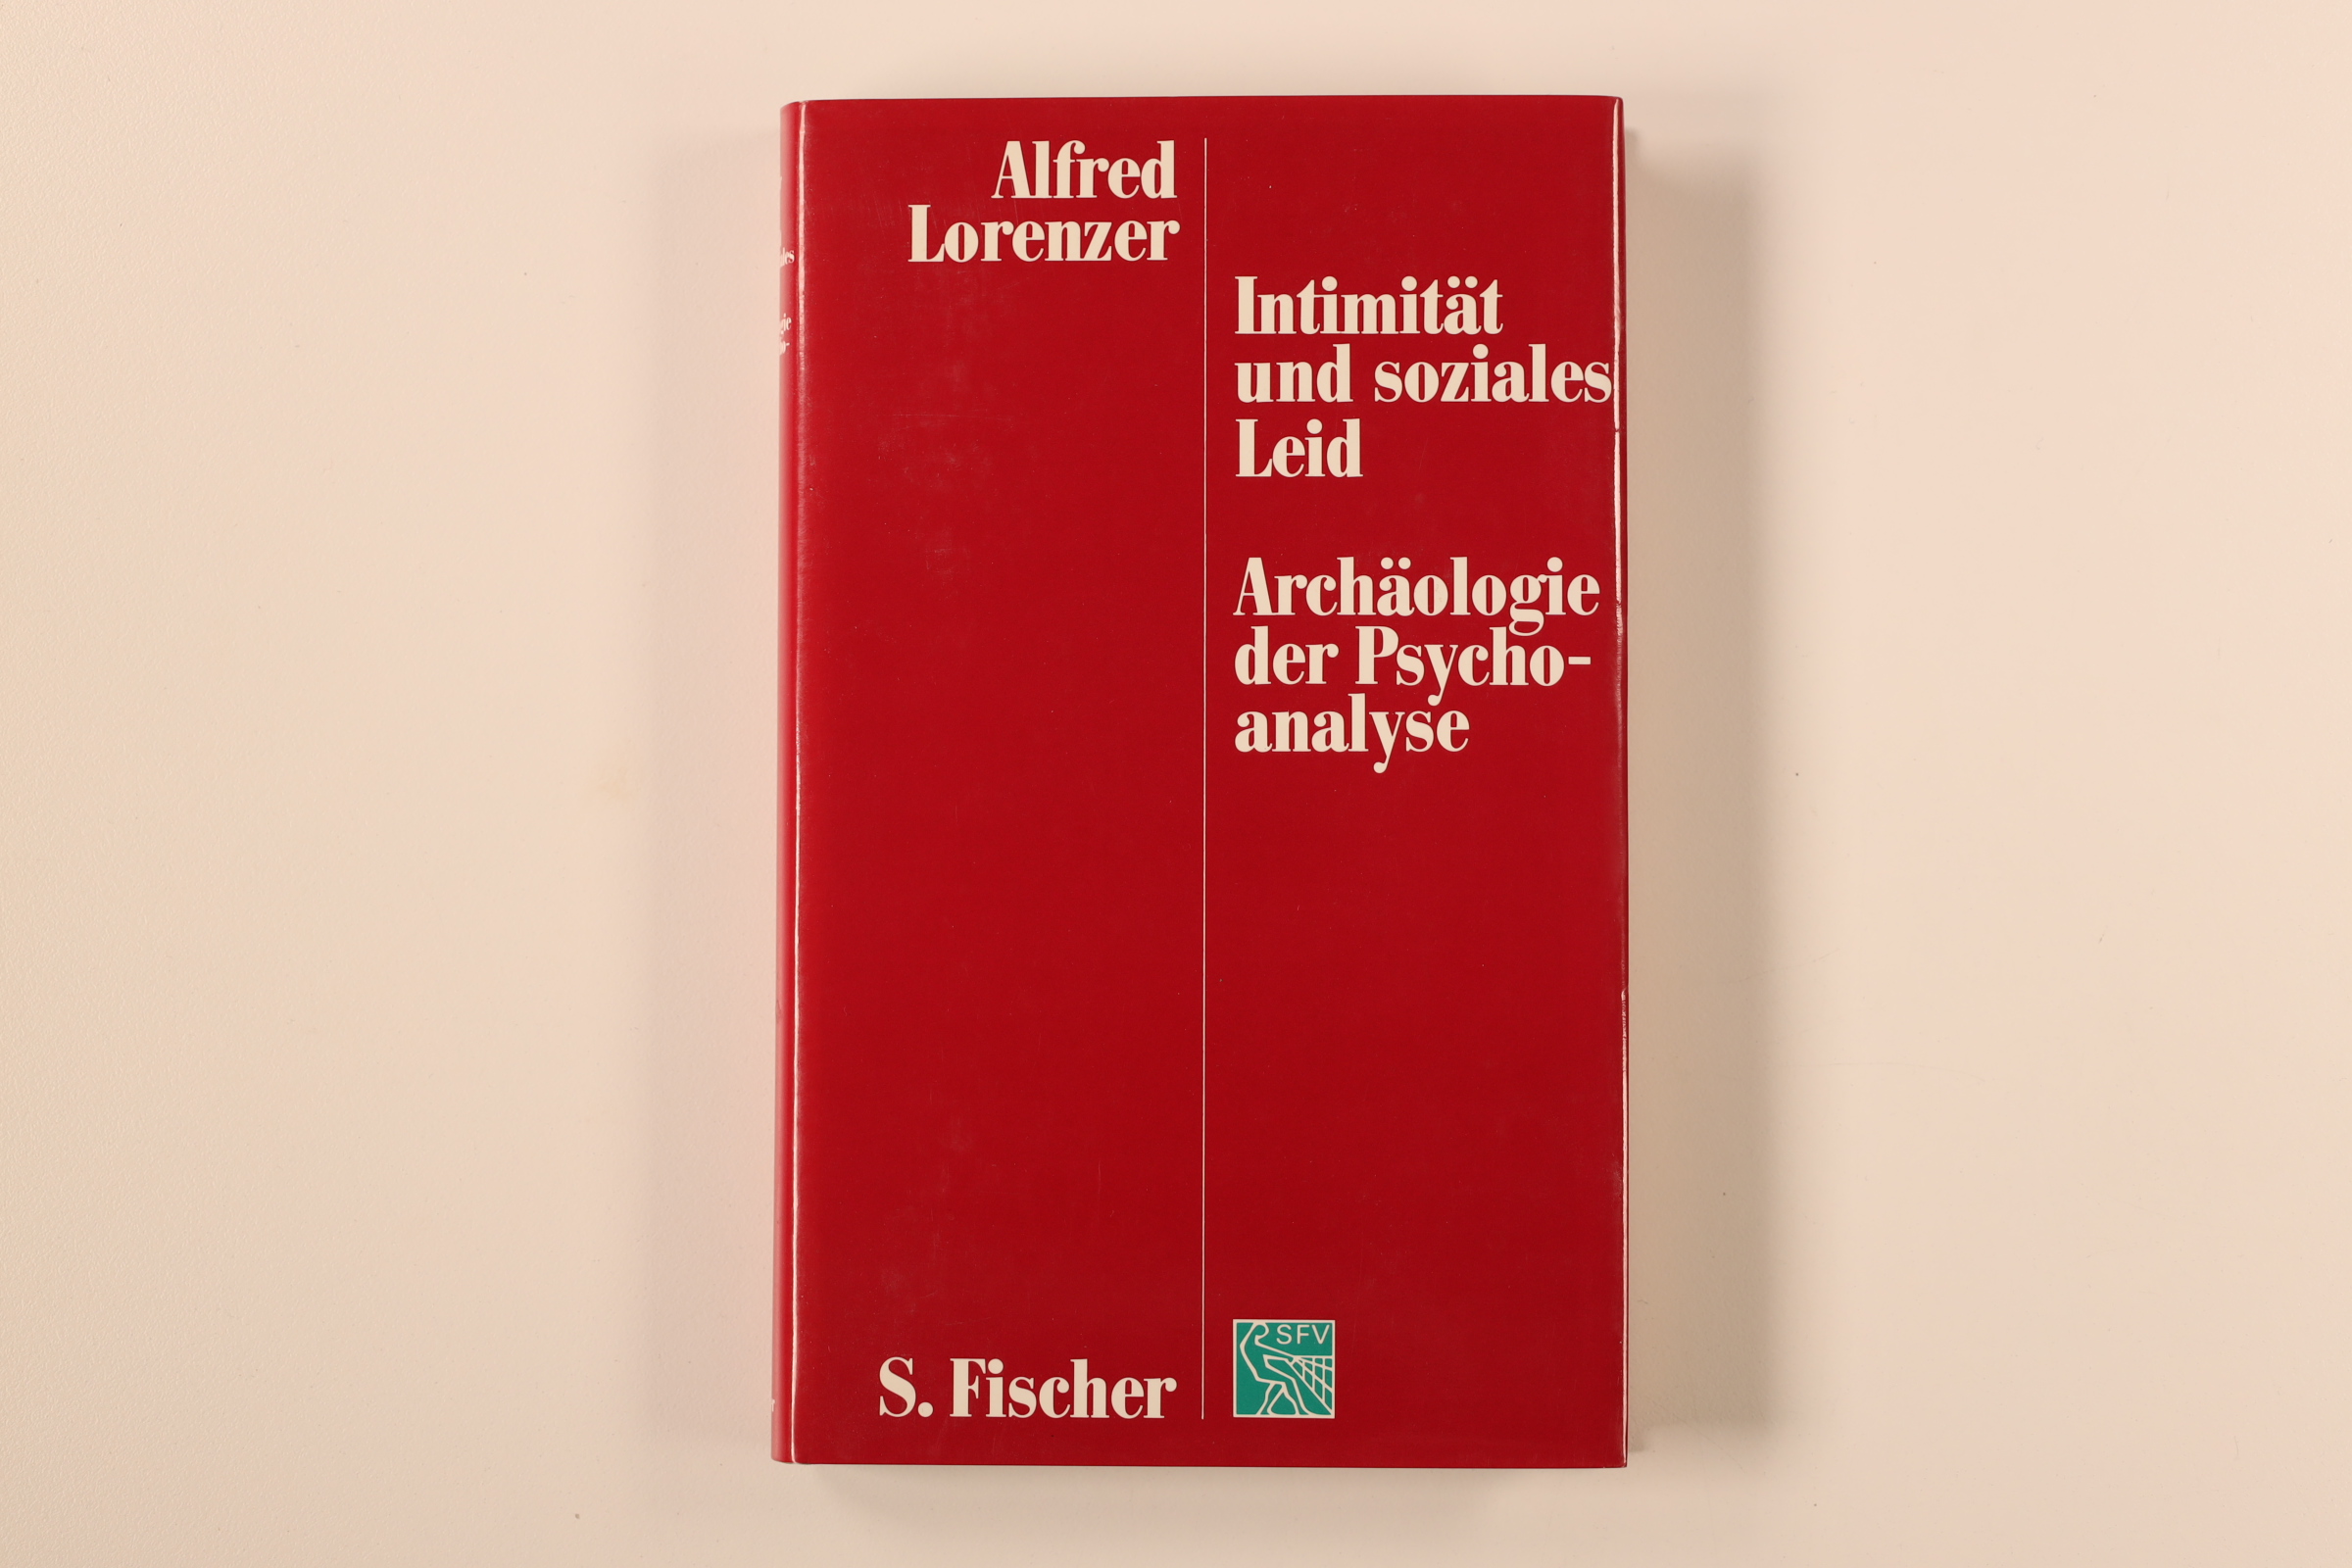 Alfred
Lorenzer
Intimität
und soziales
Leid
Archäologie
der Psycho-
analyse
S. Fischer
SFV